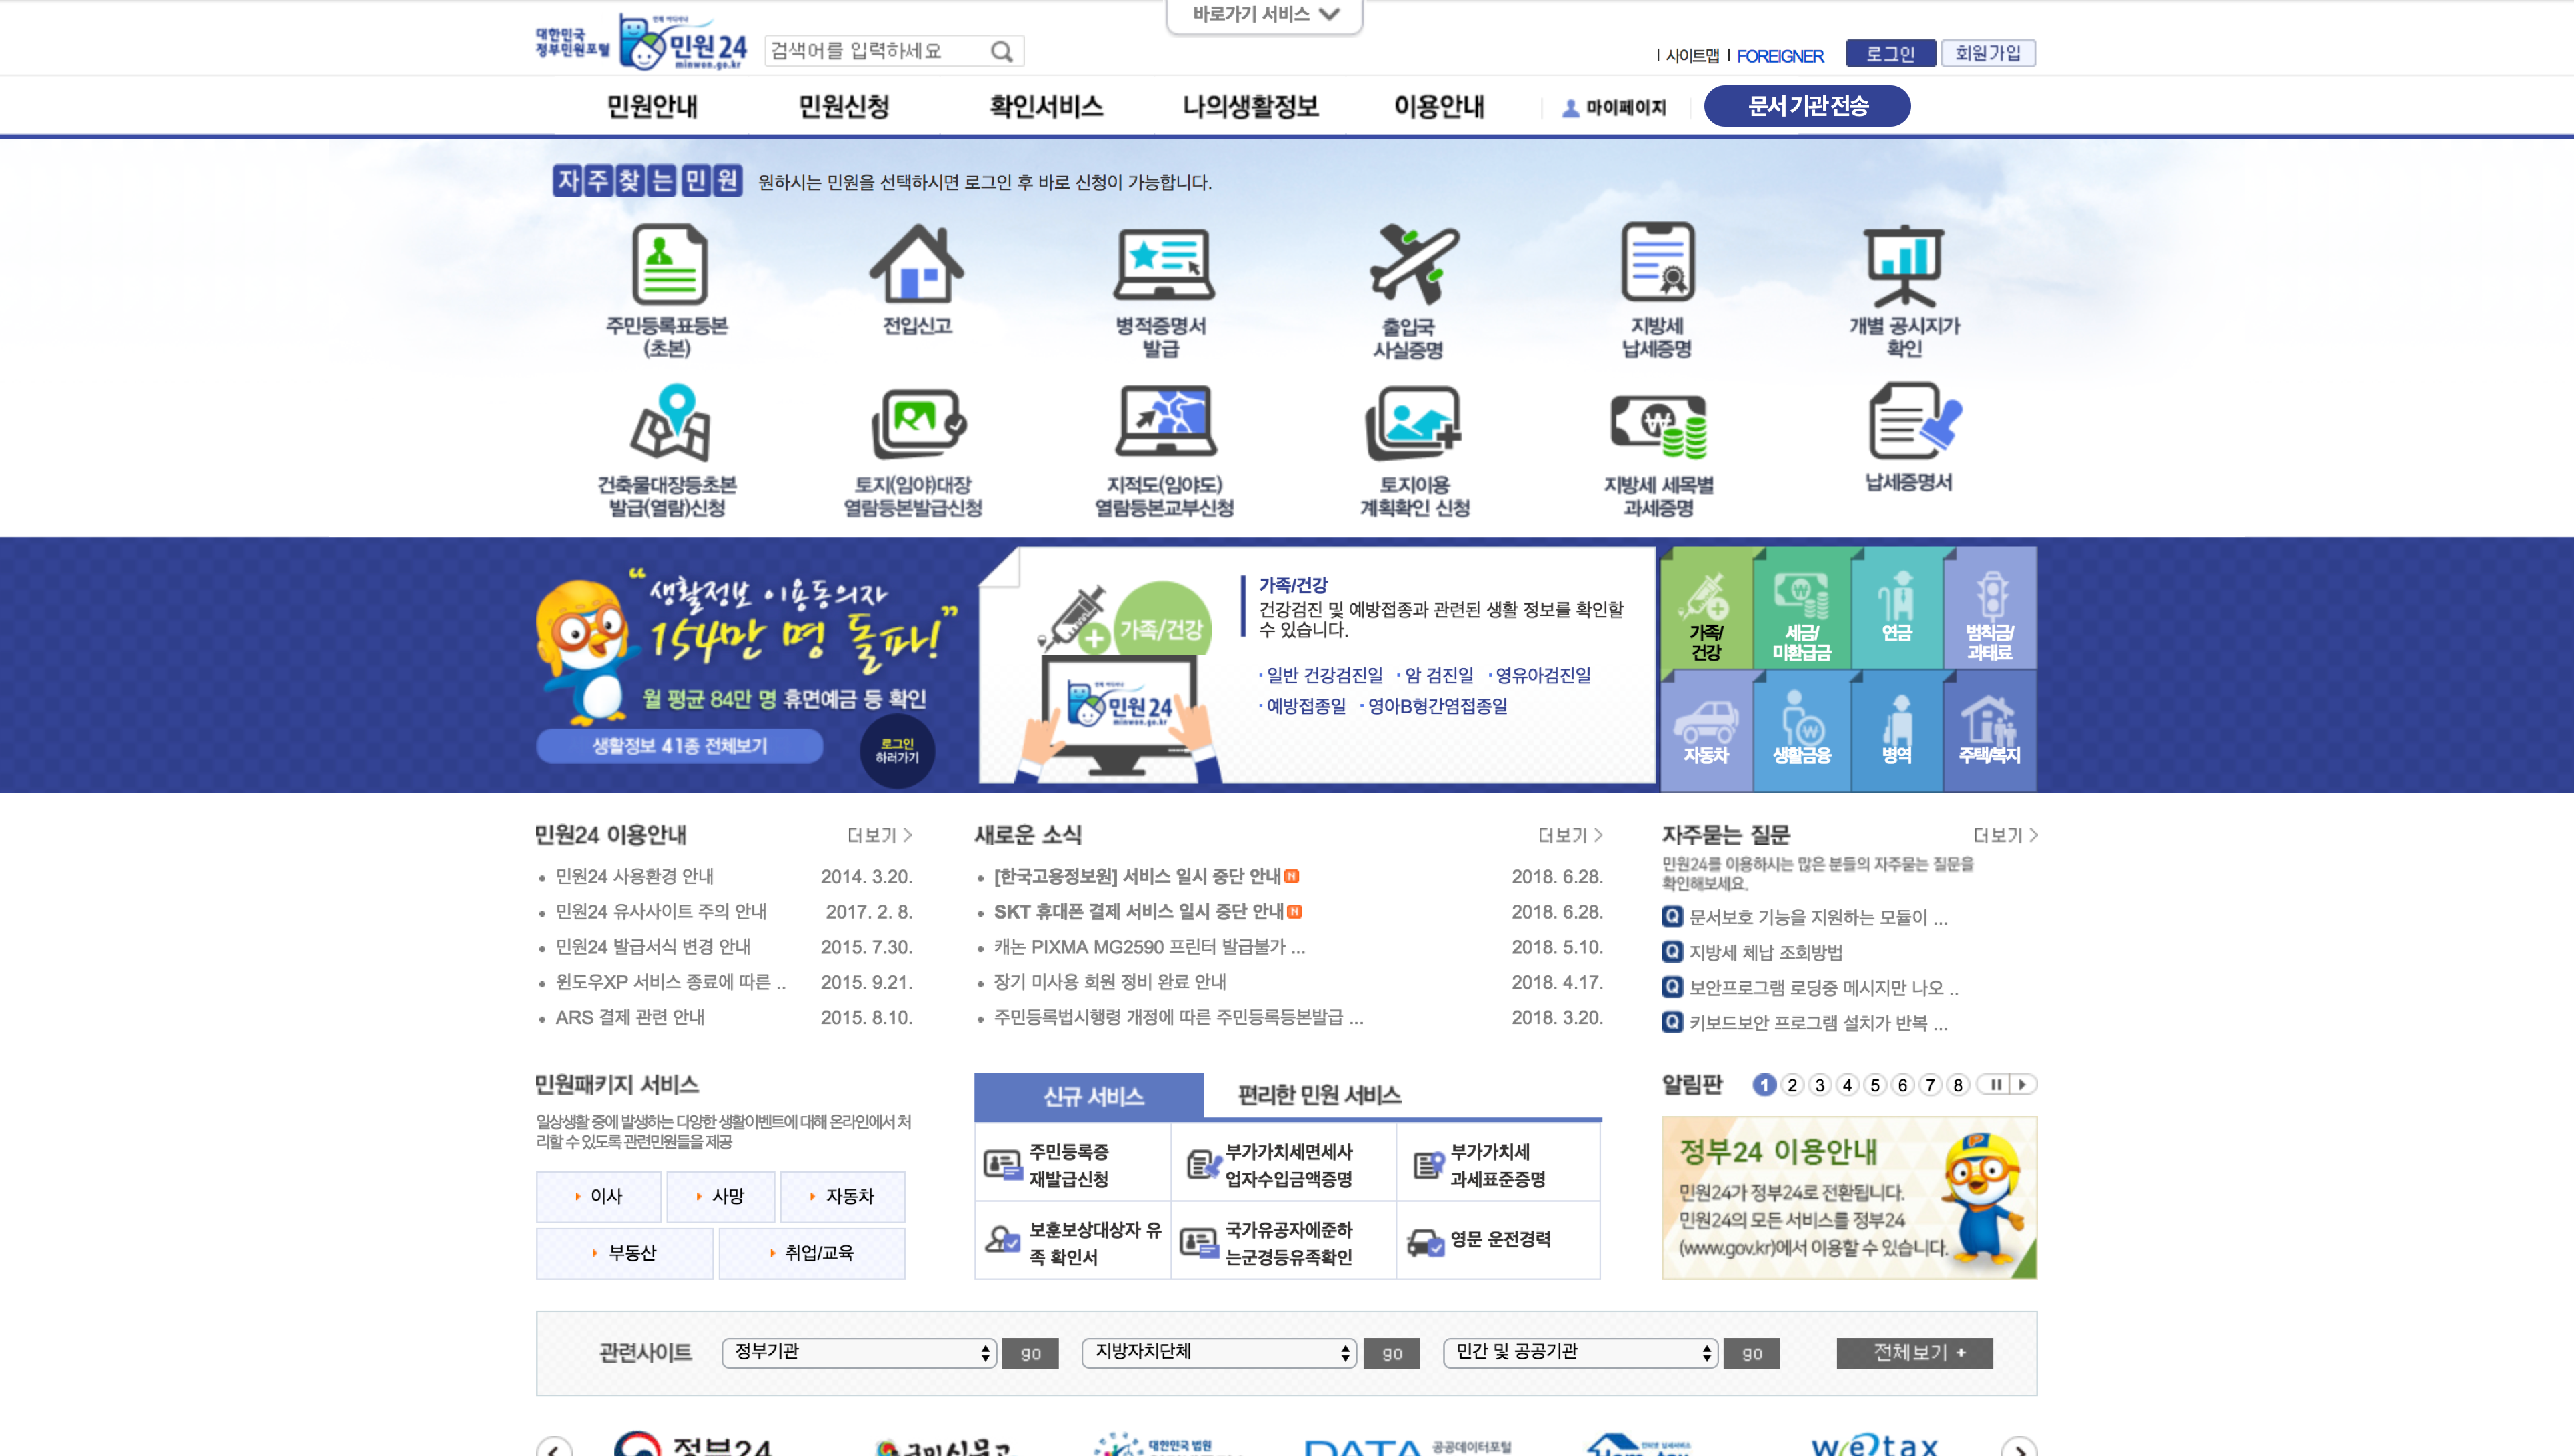 바로가기 서비스
대한민국
정부민원포털
민원24
minwon.go.kr
검색어를 입력하세요
사이트맵
FOREIGNER
로그인
회원가입
민원안내
민원신청
확인서비스
나의생활정보
이용안내
마이페이지
문서 기관 전송
자주찾는민원
원하시는 민원을 선택하시면 로그인 후 바로 신청이 가능합니다.
주민등록표등본
(초본)
전입신고
병적증명서
발급
출입국
사실증명
지방세
납세증명
개별 공시지가
확인
건축물대장등초본
발급(열람)신청
토지(임야)대장
열람등본발급신청
지적도(임야도)
열람등본교부신청
토지이용
계획확인 신청
지방세 세목별
과세증명
납세증명서
“생활정보 이용동의자
154만 명 돌파!”
월 평균 84만 명 휴면예금 등 확인
생활정보 41종 전체보기
로그인
하러가기
가족/건강
민원24
minwon.go.kr
가족/건강
건강검진 및 예방접종과 관련된 생활 정보를 확인할
수 있습니다.
· 일반 건강검진일 · 암 검진일 · 영유아검진일
· 예방접종일 · 영아B형간염접종일
가족/
건강
세금/
미환급금
연금
범칙금/
과태료
자동차
생활금융
병역
주택/복지
민원24 이용안내
더보기
민원24 사용환경 안내 2014. 3.20.
민원24 유사사이트 주의 안내 2017. 2. 8.
민원24 발급서식 변경 안내 2015. 7.30.
윈도우XP 서비스 종료에 따른 .. 2015. 9.21.
ARS 결제 관련 안내 2015. 8.10.
새로운 소식
더보기
[한국고용정보원] 서비스 일시 중단 안내 N 2018. 6.28.
SKT 휴대폰 결제 서비스 일시 중단 안내 N 2018. 6.28.
캐논 PIXMA MG2590 프린터 발급불가 ... 2018. 5.10.
장기 미사용 회원 정비 완료 안내 2018. 4.17.
주민등록법시행령 개정에 따른 주민등록등본발급 ... 2018. 3.20.
자주묻는 질문
더보기
민원24를 이용하시는 많은 분들의 자주묻는 질문을
확인해보세요.
Q 문서보호 기능을 지원하는 모듈이 ...
Q 지방세 체납 조회방법
Q 보안프로그램 로딩중 메시지만 나오 ..
Q 키보드보안 프로그램 설치가 반복 ...
민원패키지 서비스
일상생활 중에 발생하는 다양한 생활이벤트에 대해 온라인에서 처
리할 수 있도록 관련민원들을 제공
이사
사망
자동차
부동산
취업/교육
신규 서비스
편리한 민원 서비스
주민등록증
재발급신청
부가가치세면세사
업자수입금액증명
부가가치세
과세표준증명
보훈보상대상자 유
족 확인서
국가유공자에준하
는군경등유족확인
영문 운전경력
알림판
1 2 3 4 5 6 7 8
정부24 이용안내
민원24가 정부24로 전환됩니다.
민원24의 모든 서비스를 정부24
(www.gov.kr)에서 이용할 수 있습니다.
관련사이트
정부기관
go
지방자치단체
go
민간 및 공공기관
go
전체보기 +
정부24
국민신문고
대한민국 법원
DATA 공공데이터포털
Hometax
wetax